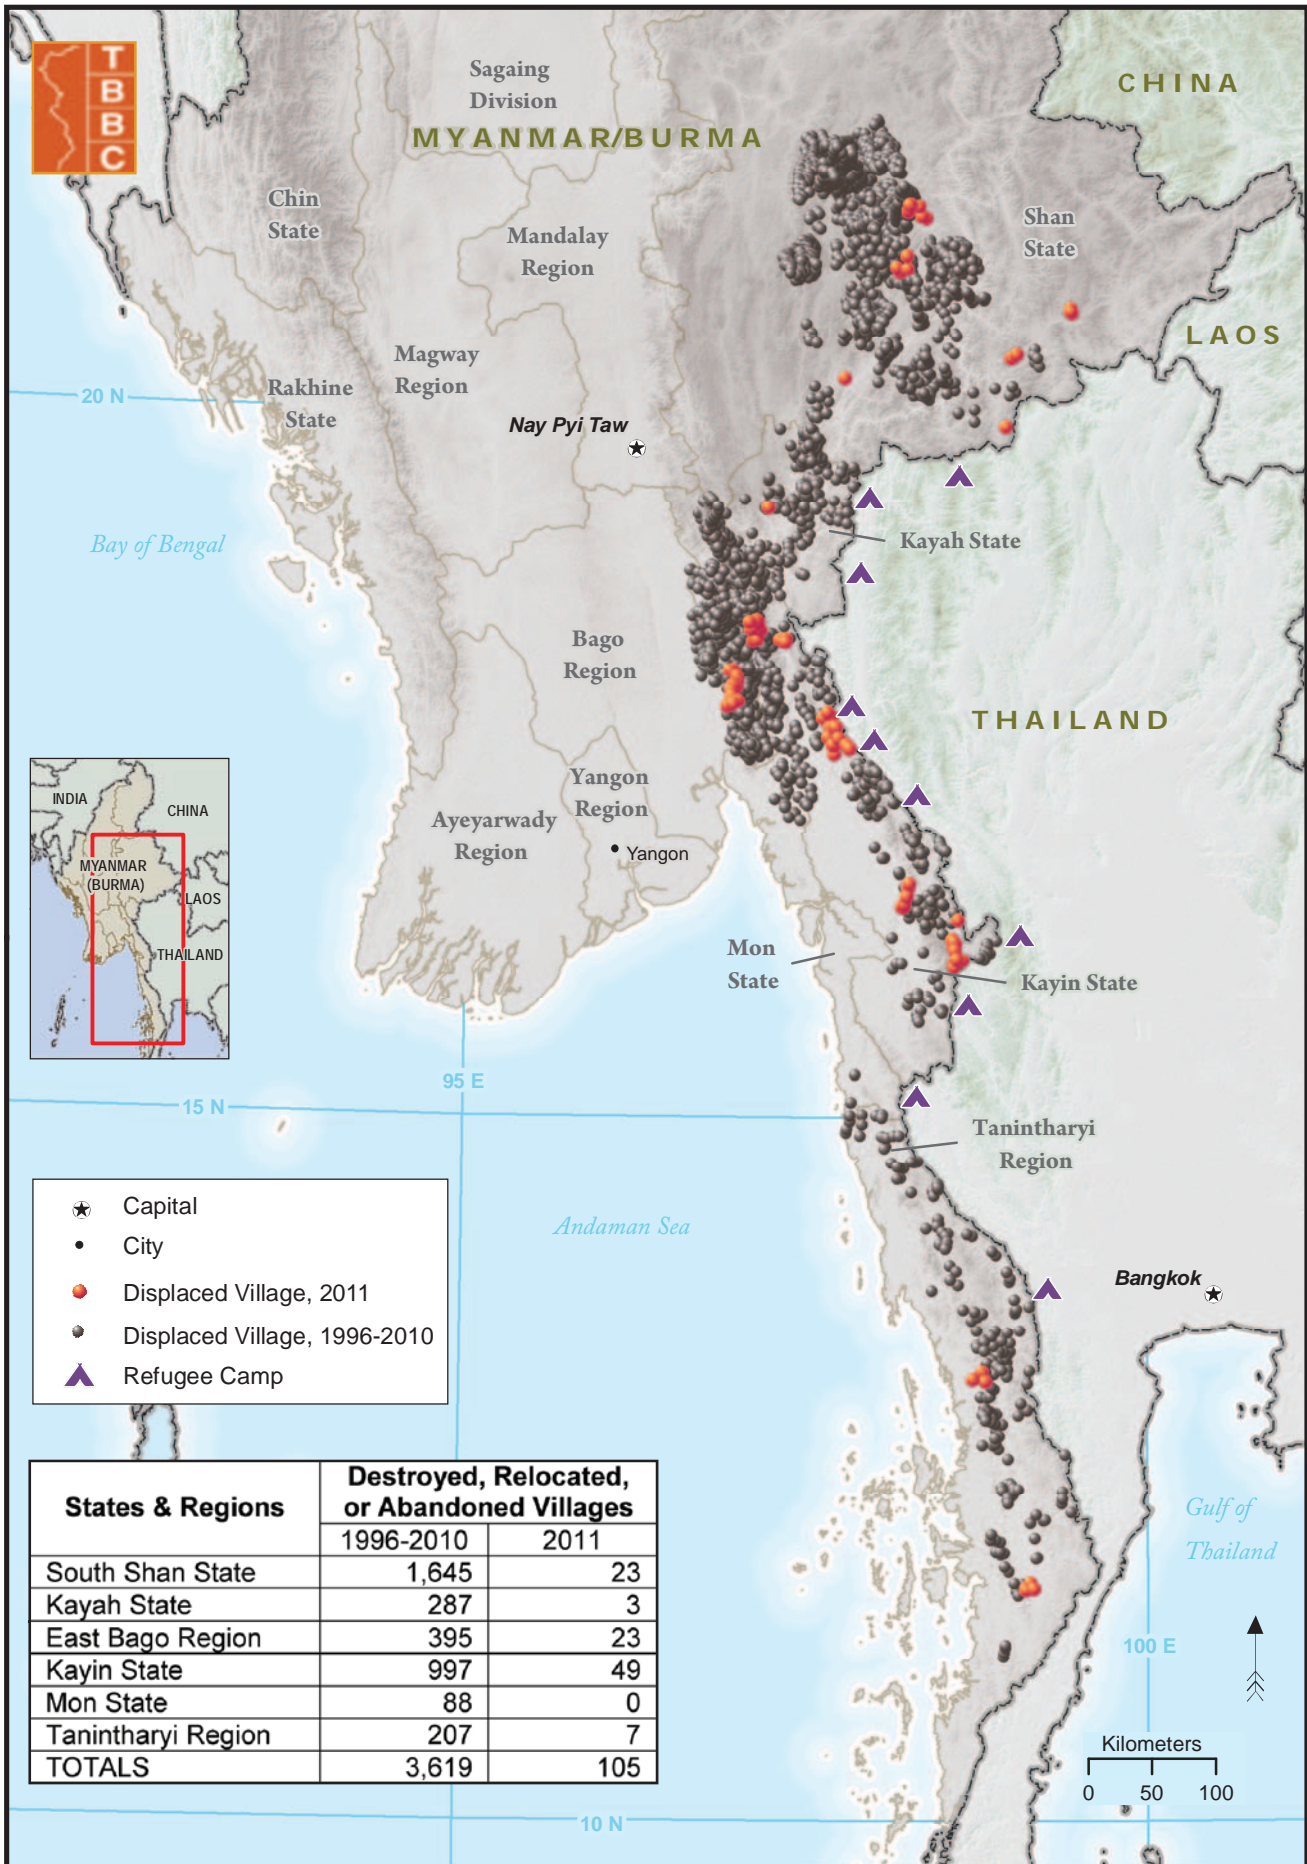 T
B
B
C
CHINA
Sagaing
Division
MYANMAR/BURMA
Chin
State
Shan
State
Mandalay
Region
LAOS
Magway
Region
20 N
Rakhine
State
Nay Pyi Taw
Bay of Bengal
Kayah State
Bago
Region
THAILAND
Yangon
Region
Ayeyarwady
Region
Yangon
INDIA
CHINA
MYANMAR
(BURMA)
LAOS
THAILAND
Mon
State
Kayin State
95 E
15 N
Tanintharyi
Region
Andaman Sea
Bangkok
Capital
City
Displaced Village, 2011
Displaced Village, 1996-2010
Refugee Camp
Gulf of
Thailand
100 E
States & Regions
Destroyed, Relocated,
or Abandoned Villages
1996-2010 2011
South Shan State 1,645 23
Kayah State 287 3
East Bago Region 395 23
Kayin State 997 49
Mon State 88 0
Tanintharyi Region 207 7
TOTALS 3,619 105
Kilometers
0 50 100
10 N